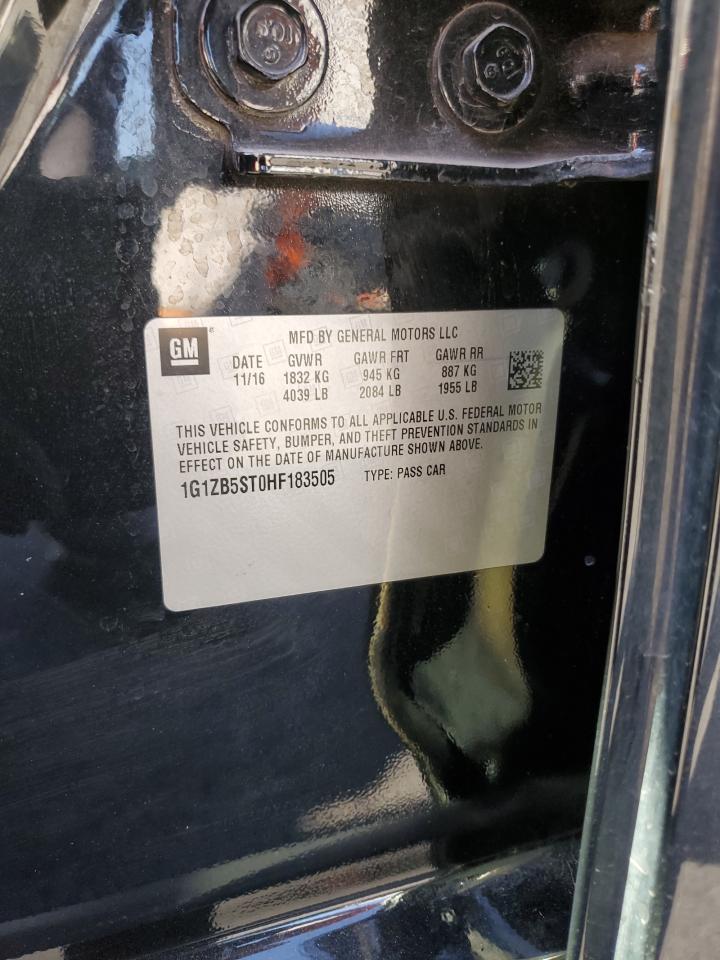 GM
MFD BY GENERAL MOTORS LLC
DATE GVWR GAWR FRT GAWR RR
11/16 1832 KG 945 KG 887 KG
4039 LB 2084 LB 1955 LB
THIS VEHICLE CONFORMS TO ALL APPLICABLE U.S. FEDERAL MOTOR
VEHICLE SAFETY, BUMPER, AND THEFT PREVENTION STANDARDS IN
EFFECT ON THE DATE OF MANUFACTURE SHOWN ABOVE.
1G1ZB5ST0HF183505 TYPE: PASS CAR